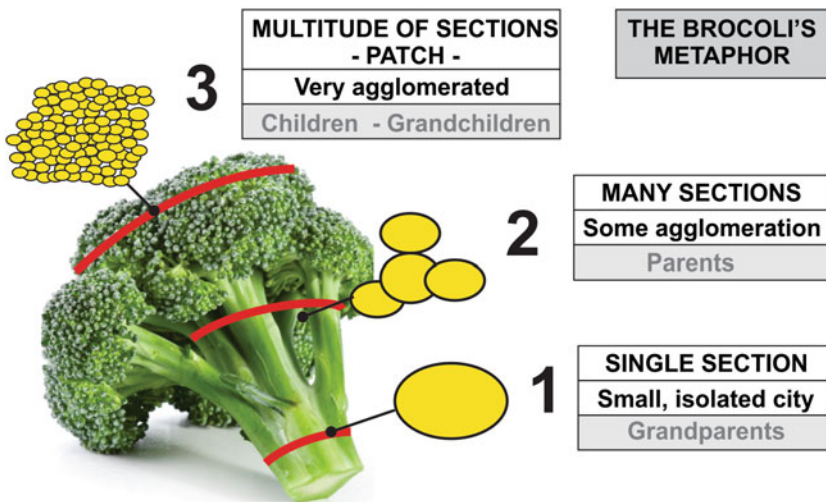 THE BROCOLI'S
METAPHOR
3
MULTITUDE OF SECTIONS
- PATCH -
Very agglomerated
Children - Grandchildren
2
MANY SECTIONS
Some agglomeration
Parents
1
SINGLE SECTION
Small, isolated city
Grandparents